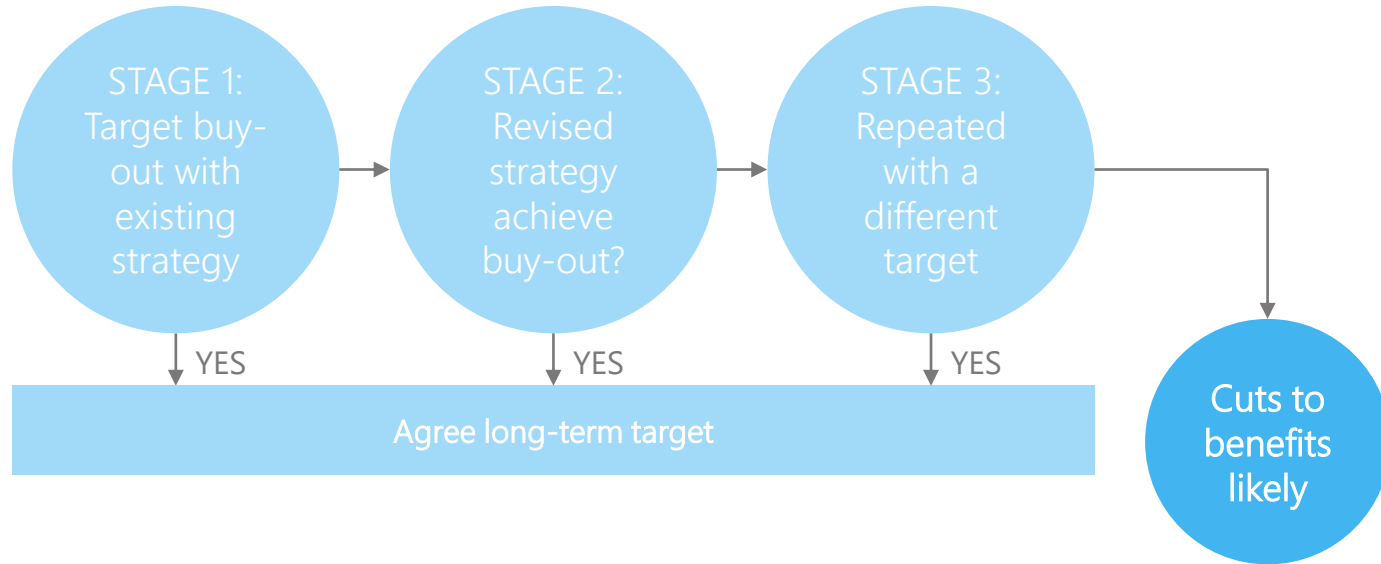 STAGE 1:
Target buy-
out with
existing
strategy
STAGE 2:
Revised
strategy
achieve
buy-out?
STAGE 3:
Repeated
with a
different
target
YES
YES
YES
Agree long-term target
Cuts to
benefits
likely